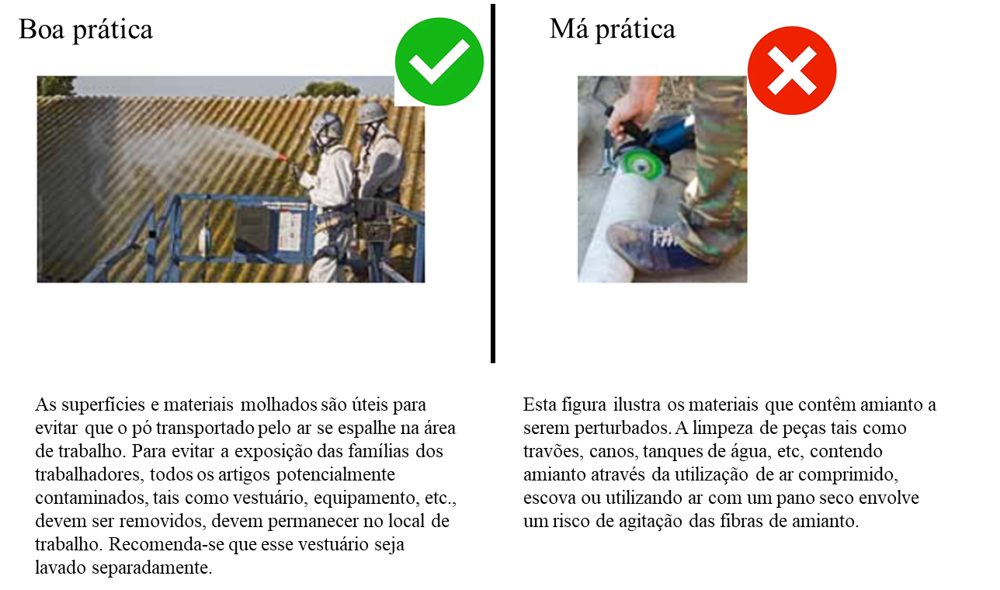 Boa prática
Má prática
As superfícies e materiais molhados são úteis para
evitar que o pó transportado pelo ar se espalhe na área
de trabalho. Para evitar a exposição das famílias dos
trabalhadores, todos os artigos potencialmente
contaminados, tais como vestuário, equipamento, etc.,
devem ser removidos, devem permanecer no local de
trabalho. Recomenda-se que esse vestuário seja
lavado separadamente.
Esta figura ilustra os materiais que contêm amianto a
serem perturbados. A limpeza de peças tais como
travões, canos, tanques de água, etc, contendo
amianto através da utilização de ar comprimido,
escova ou utilizando ar com um pano seco envolve
um risco de agitação das fibras de amianto.